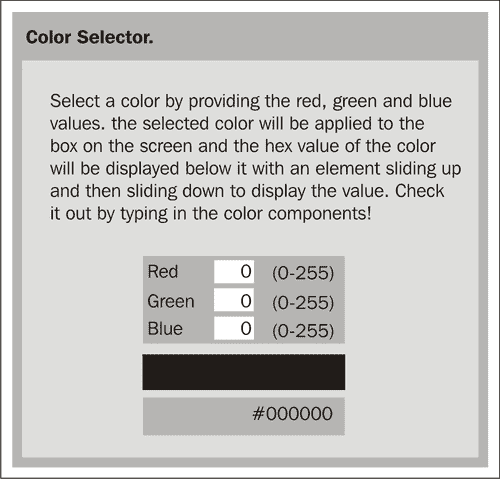 Color Selector.
Select a color by providing the red, green and blue
values. the selected color will be applied to the
box on the screen and the hex value of the color
will be displayed below it with an element sliding up
and then sliding down to display the value. Check
it out by typing in the color components!
Red 0 (0-255)
Green 0 (0-255)
Blue 0 (0-255)
#000000